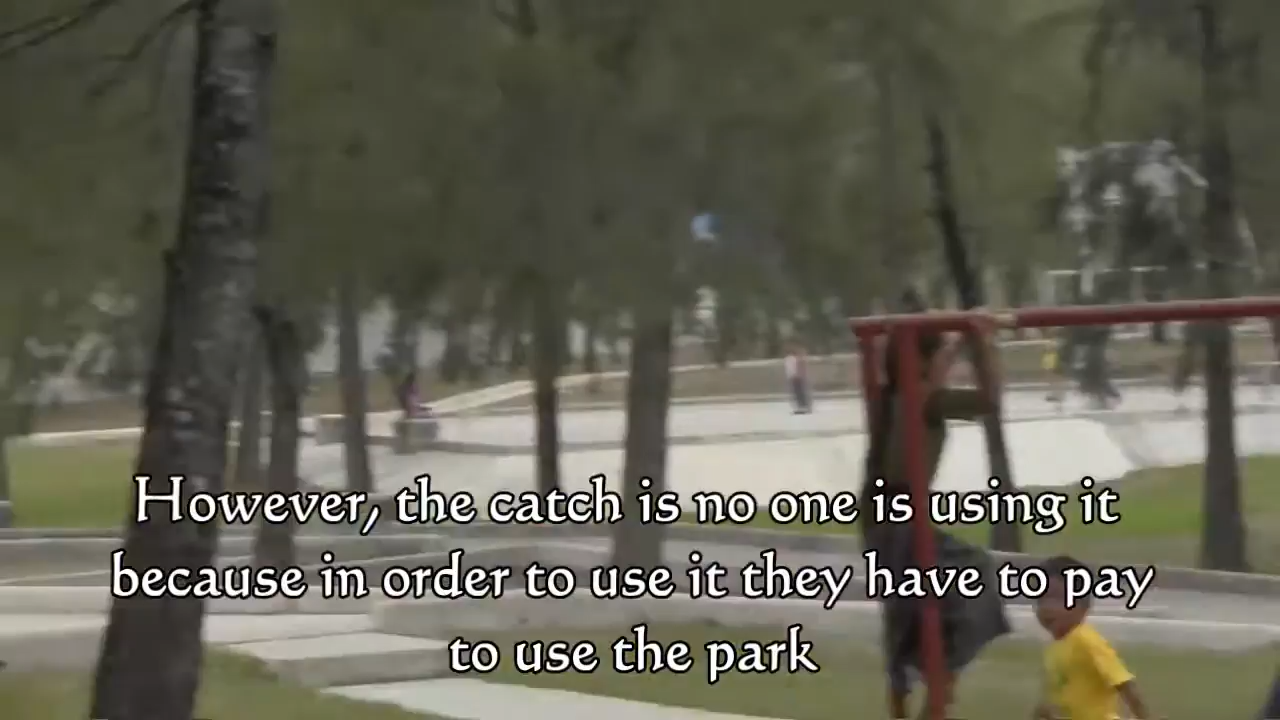 However, the catch is no one is using it
because in order to use it they have to pay
to use the park